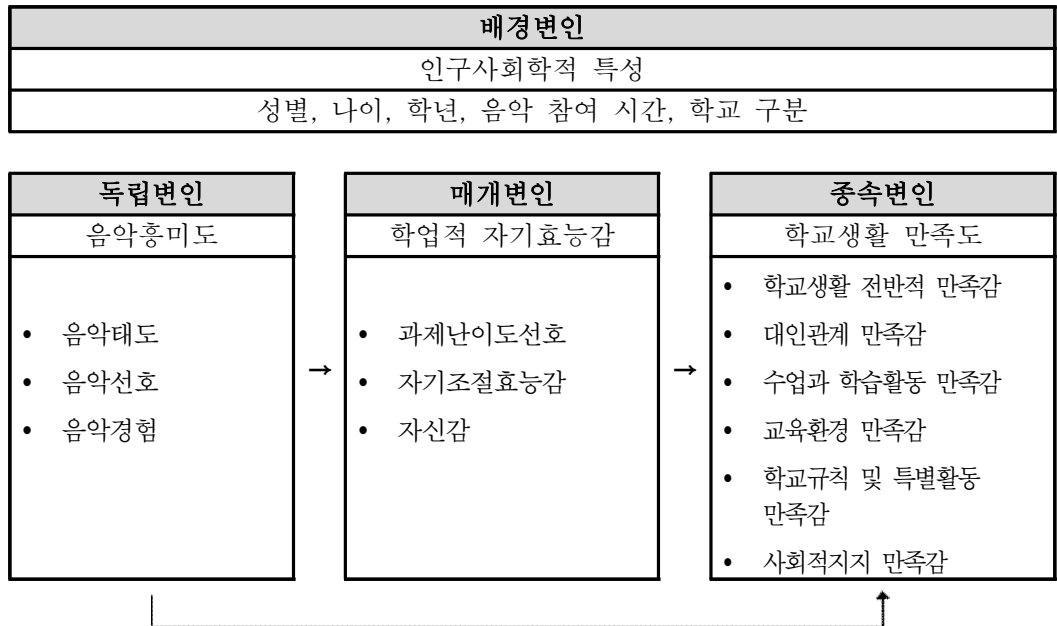 배경변인
인구사회학적 특성
성별, 나이, 학년, 음악 참여 시간, 학교 구분
독립변인
음악흥미도
• 음악태도
• 음악선호
• 음악경험
→
매개변인
학업적 자기효능감
• 과제난이도선호
• 자기조절효능감
• 자신감
→
종속변인
학교생활 만족도
• 학교생활 전반적 만족감
• 대인관계 만족감
• 수업과 학습활동 만족감
• 교육환경 만족감
• 학교규칙 및 특별활동
만족감
• 사회적지지 만족감